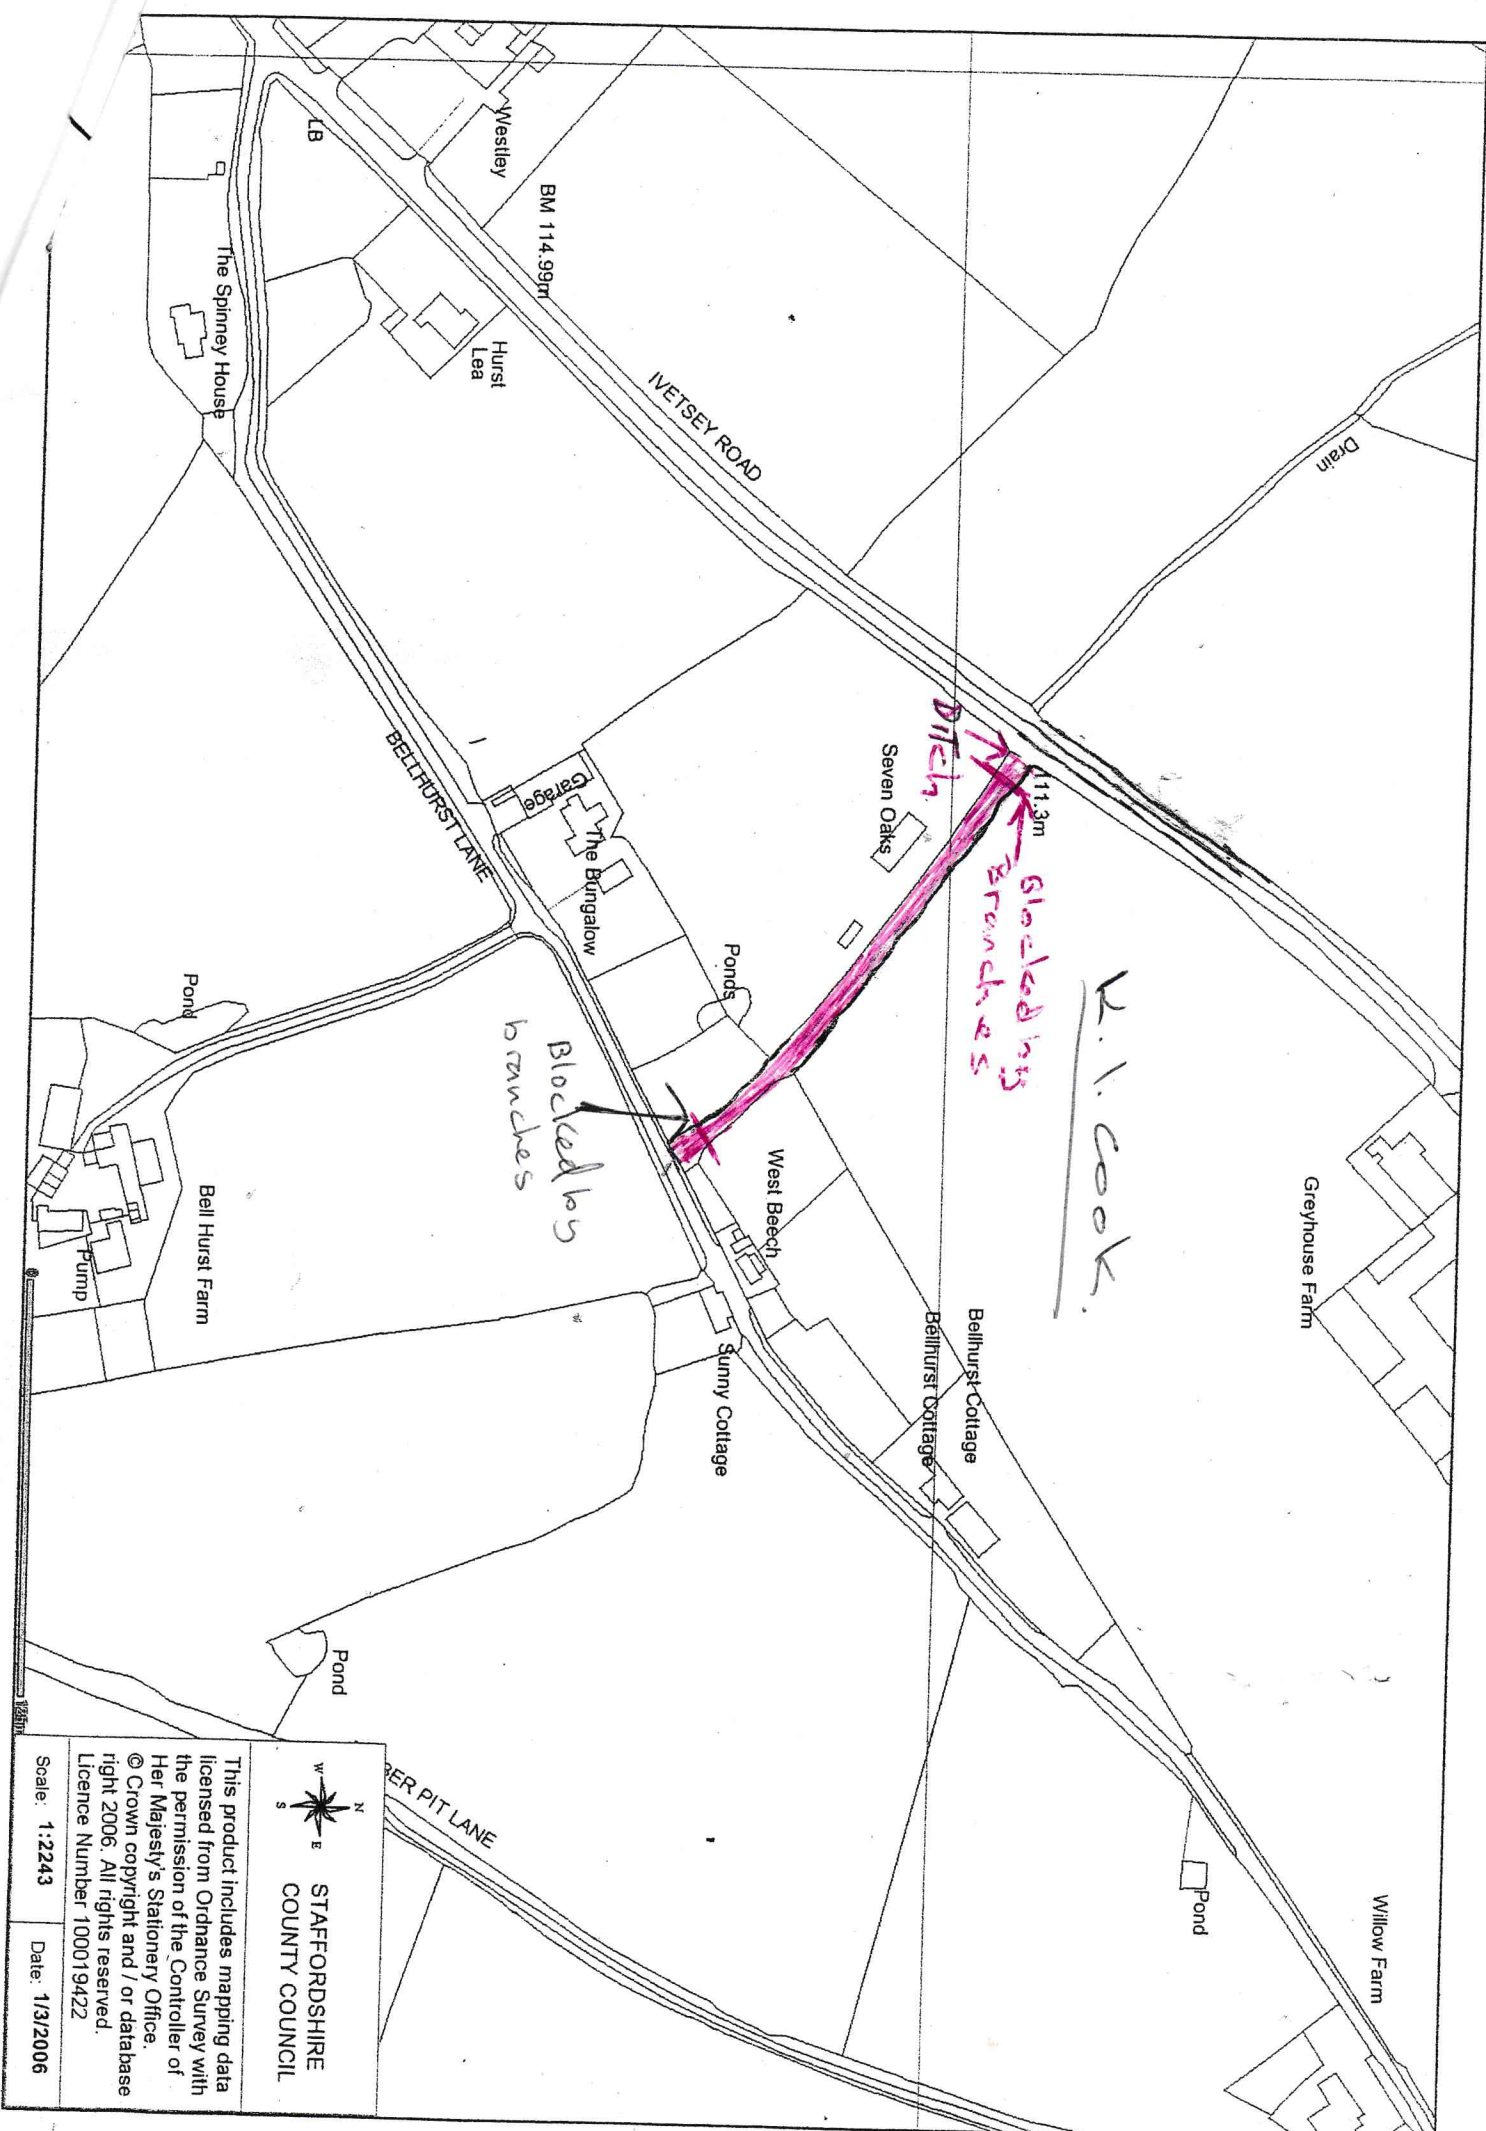 Westley
LB
BM 114.99m
The Spinney House
Hurst
Lea
IVETSEY ROAD
Drain
BELLHURST LANE
Garage
The Bungalow
Seven Oaks
Ditch
11.3m
Blocked by
Branches
K. I. Cook.
Ponds
Pond
Blocked by
branches
West Beech
Greyhouse Farm
Bell Hurst Farm
Pump
Sunny Cottage
Bellhurst Cottage
Bellhurst Cottage
Pond
BER PIT LANE
Pond
Willow Farm
0
N
W
E
S
STAFFORDSHIRE
COUNTY COUNCIL
This product includes mapping data
licensed from Ordnance Survey with
the permission of the Controller of
Her Majesty's Stationery Office.
© Crown copyright and / or database
right 2006. All rights reserved.
Licence Number 100019422
Scale: 1:2243
Date: 1/3/2006